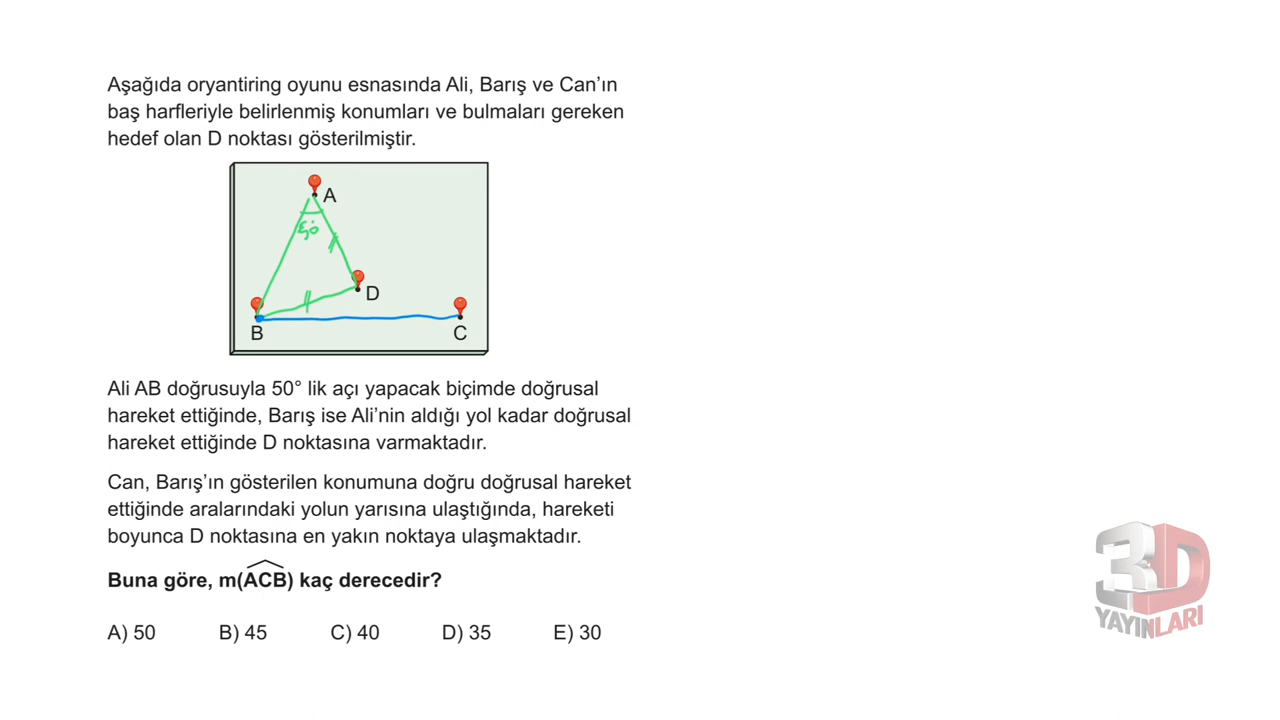 Aşağıda oryantiring oyunu esnasında Ali, Barış ve Can’ın
baş harfleriyle belirlenmiş konumları ve bulmaları gereken
hedef olan D noktası gösterilmiştir.
A
D
B
C
Ali AB doğrusuyla 50° lik açı yapacak biçimde doğrusal
hareket ettiğinde, Barış ise Ali’nin aldığı yol kadar doğrusal
hareket ettiğinde D noktasına varmaktadır.
Can, Barış’ın gösterilen konumuna doğru doğrusal hareket
ettiğinde aralarındaki yolun yarısına ulaştığında, hareketi
boyunca D noktasına en yakın noktaya ulaşmaktadır.
Buna göre, m(ACB) kaç derecedir?
A) 50 B) 45 C) 40 D) 35 E) 30
3D
YAYINLARI